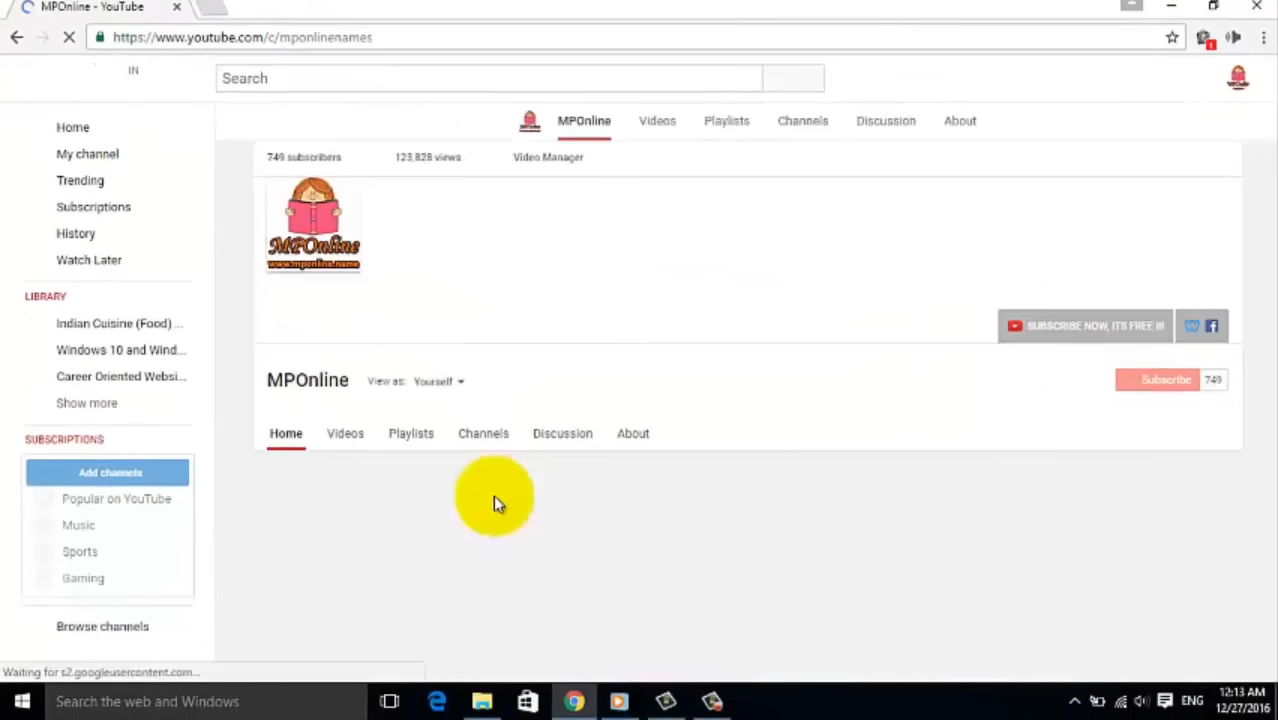 MPOnline - YouTube
https://www.youtube.com/c/mponlinenames
1
IN
Search
MPOnline Videos Playlists Channels Discussion About
Home
My channel
Trending
Subscriptions
History
Watch Later
LIBRARY
Indian Cuisine (Food) ...
Windows 10 and Wind...
Career Oriented Websi...
Show more
SUBSCRIPTIONS
Add channels
Popular on YouTube
Music
Sports
Gaming
Browse channels
749 subscribers 123,828 views Video Manager
MPOnline
www.mponline.name
SUBSCRIBE NOW, ITS FREE !!!
MPOnline View as: Yourself
Subscribe 749
Home Videos Playlists Channels Discussion About
Waiting for s2.googleusercontent.com...
Search the web and Windows
ENG
12:13 AM
12/27/2016